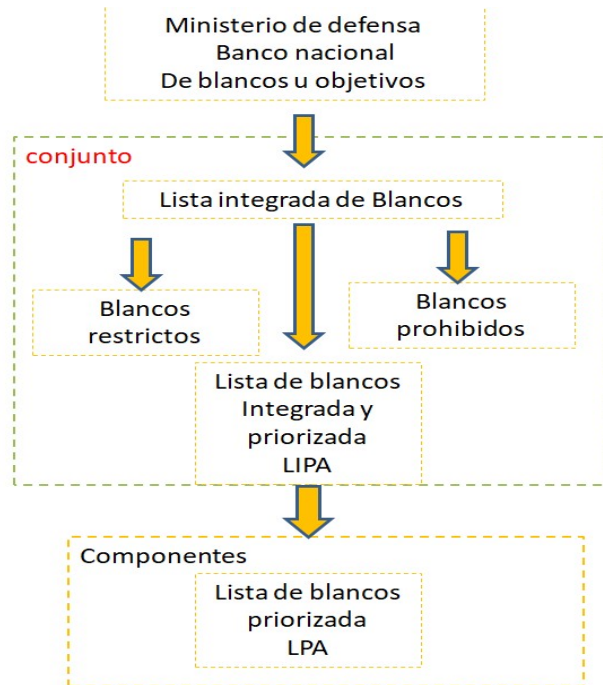 Ministerio de defensa
Banco nacional
De blancos u objetivos
conjunto
Lista integrada de Blancos
Blancos
restrictos
Blancos
prohibidos
Lista de blancos
Integrada y
priorizada
LIPA
Componentes
Lista de blancos
priorizada
LPA